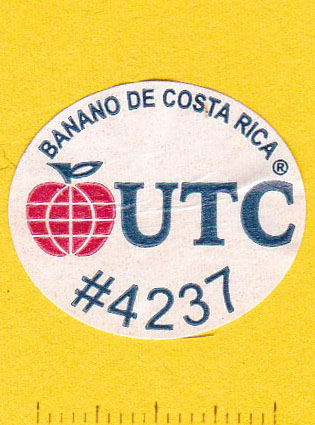 BANANO DE COSTA RICA
UTC®
#4237